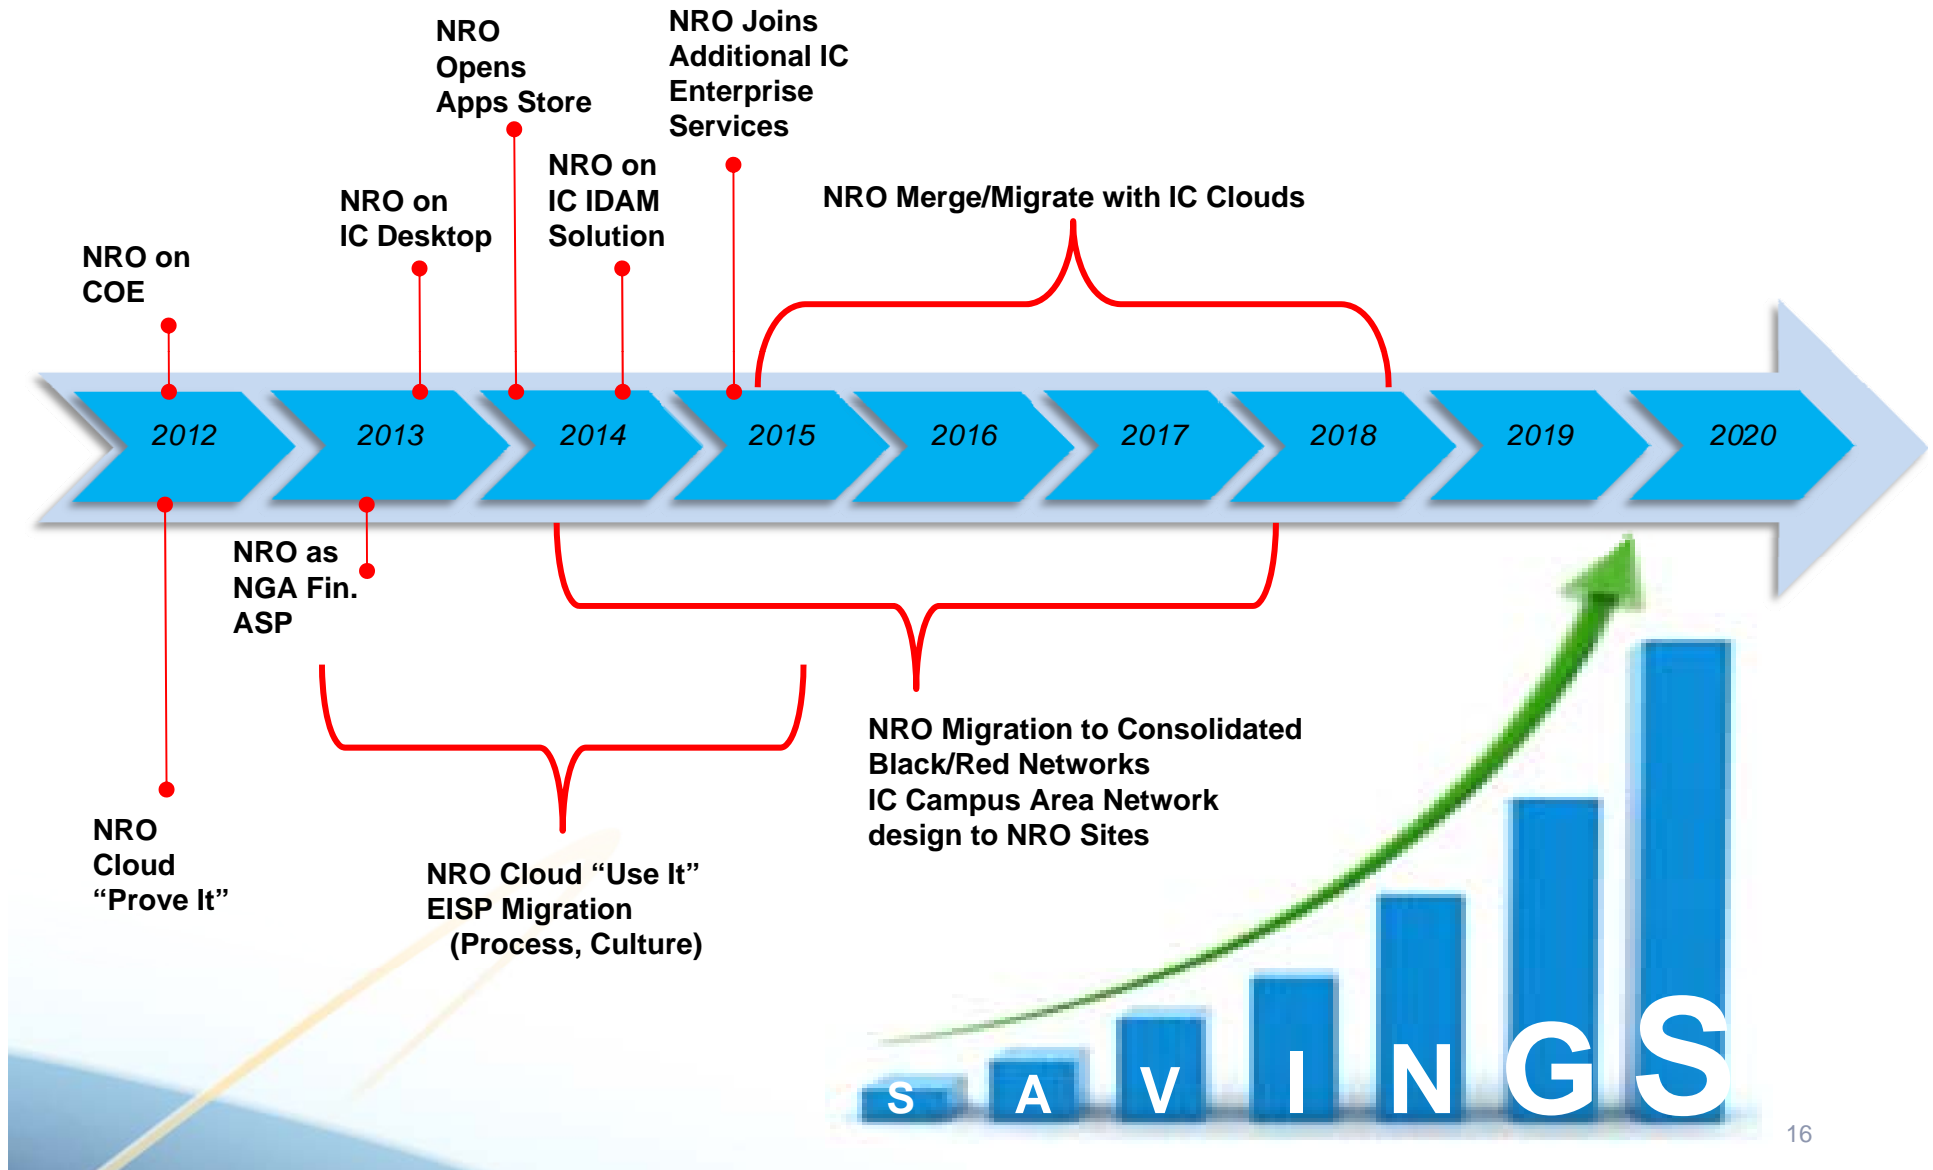 NRO
Opens
Apps Store
NRO Joins
Additional IC
Enterprise
Services
NRO on
IC IDAM
Solution
NRO on
IC Desktop
NRO Merge/Migrate with IC Clouds
NRO on
COE
2012
2013
2014
2015
2016
2017
2018
2019
2020
NRO as
NGA Fin.
ASP
NRO Migration to Consolidated
Black/Red Networks
IC Campus Area Network
design to NRO Sites
NRO
Cloud
“Prove It”
NRO Cloud “Use It”
EISP Migration
(Process, Culture)
S A V I N G S
16